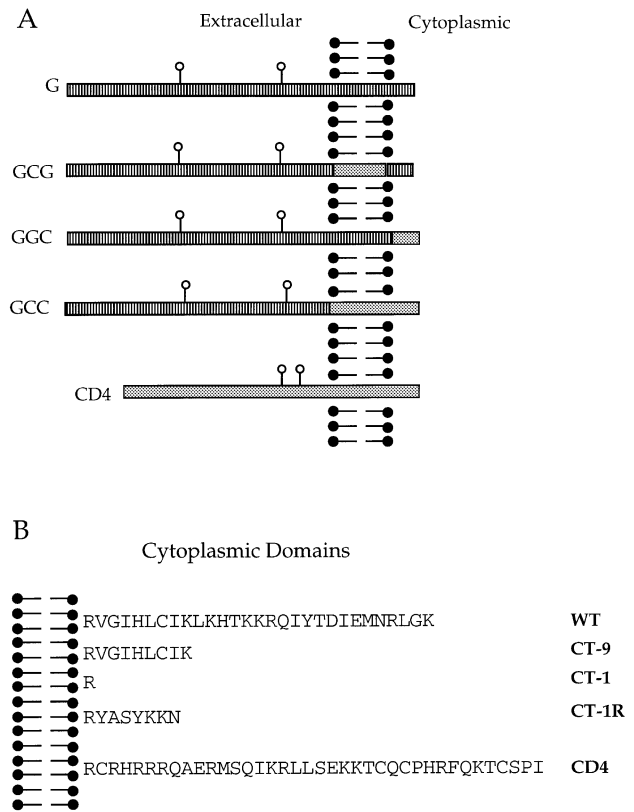 A
Extracellular Cytoplasmic
G
GCG
GGC
GCC
CD4
B
Cytoplasmic Domains
RVGIHLCIKLKHTKKRQIYTDIEMNRLGK WT
RVGIHLCIK CT-9
R CT-1
RYASYKKN CT-1R
RCRHRRRQAERMSQIKRLLSEKKTCQCPHRFQKTCSPI CD4